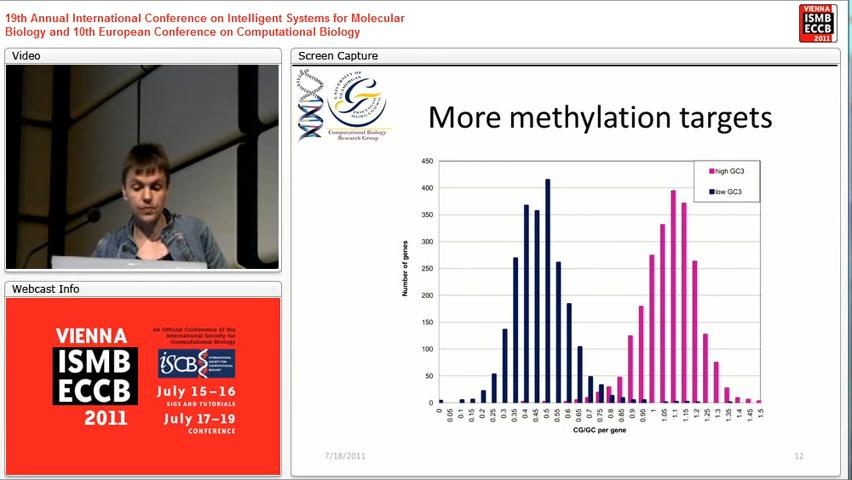 19th Annual International Conference on Intelligent Systems for Molecular
Biology and 10th European Conference on Computational Biology
VIENNA
ISMB
ECCB
2011
Video
Screen Capture
UNIVERSITY OF GLAMORGAN
PRIFYSGOL MORGANNWG
Computational Biology
Research Group
More methylation targets
450
400
350
300
250
200
150
100
50
0
Number of genes
high GC3
low GC3
0 0.05 0.1 0.15 0.2 0.25 0.3 0.35 0.4 0.45 0.5 0.55 0.6 0.65 0.7 0.75 0.8 0.85 0.9 0.95 1 1.05 1.1 1.15 1.2 1.25 1.3 1.35 1.4 1.45 1.5
CG/GC per gene
7/18/2011
12
Webcast Info
VIENNA
ISMB
ECCB
2011
An Official Conference of the
International Society for
Computational Biology
iSCB
INTERNATIONAL
SOCIETY FOR
COMPUTATIONAL
BIOLOGY
July 15–16
SIGS AND TUTORIALS
July 17–19
CONFERENCE